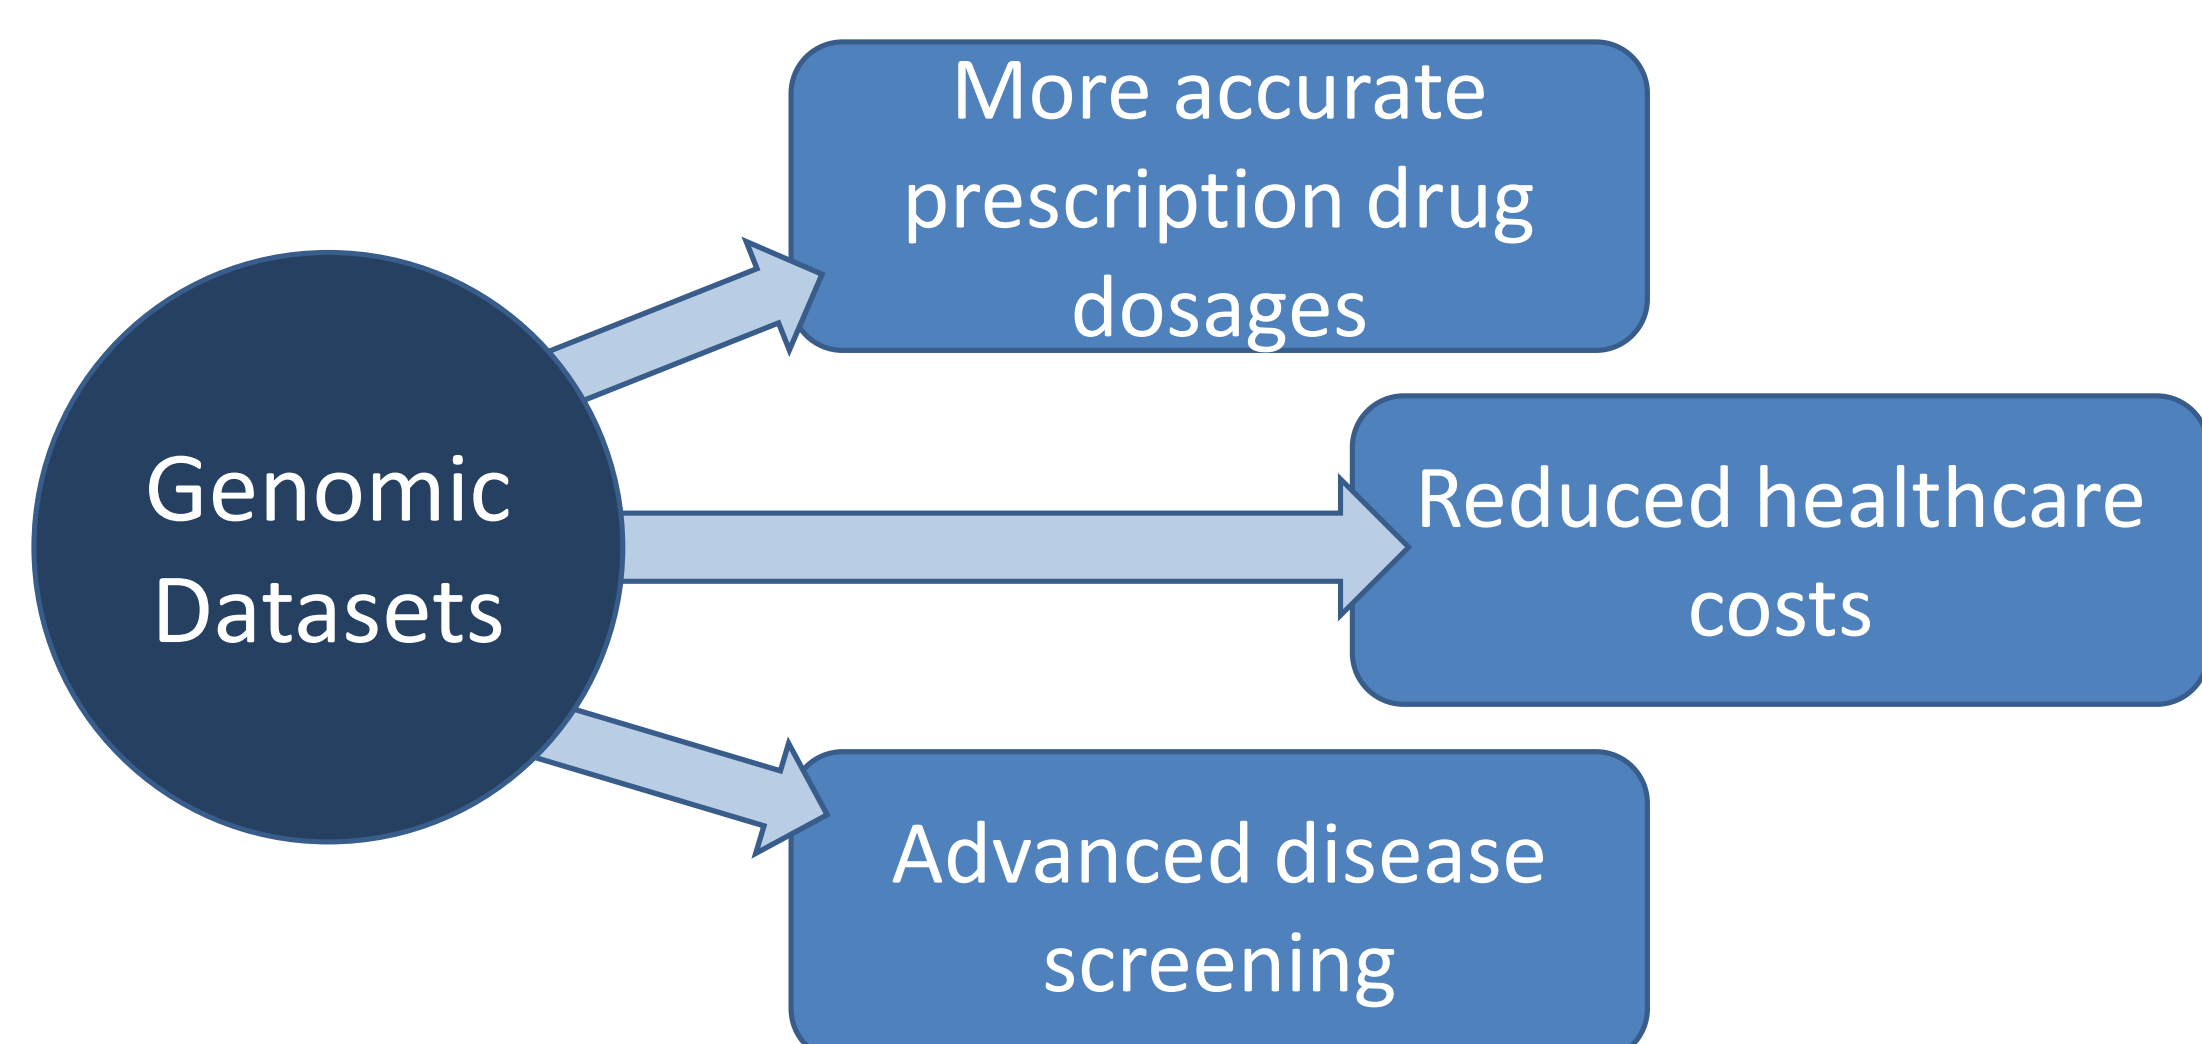 Genomic
Datasets
More accurate
prescription drug
dosages
Reduced healthcare
costs
Advanced disease
screening